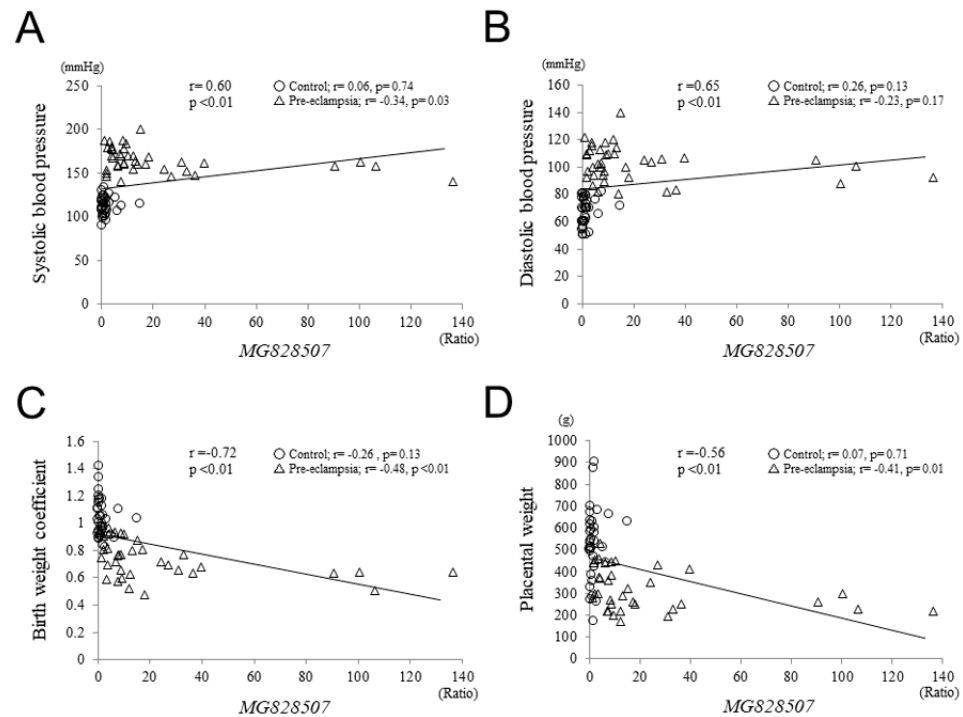 A
(mmHg)
r= 0.60
p <0.01
Control; r= 0.06, p= 0.74
Pre-eclampsia; r= -0.34, p= 0.03
Systolic blood pressure
250
200
150
100
50
0
0 20 40 60 80 100 120 140
(Ratio)
MG828507
B
(mmHg)
r= 0.65
p <0.01
Control; r= 0.26, p= 0.13
Pre-eclampsia; r= -0.23, p= 0.17
Diastolic blood pressure
160
140
120
100
80
60
40
20
0
0 20 40 60 80 100 120 140
(Ratio)
MG828507
C
r=-0.72
p <0.01
Control; r= -0.26 , p= 0.13
Pre-eclampsia; r= -0.48, p <0.01
Birth weight coefficient
1.6
1.4
1.2
1
0.8
0.6
0.4
0.2
0
0 20 40 60 80 100 120 140
(Ratio)
MG828507
D
(g)
r=-0.56
p <0.01
Control; r= 0.07, p= 0.71
Pre-eclampsia; r= -0.41, p= 0.01
Placental weight
1000
900
800
700
600
500
400
300
200
100
0
0 20 40 60 80 100 120 140
(Ratio)
MG828507